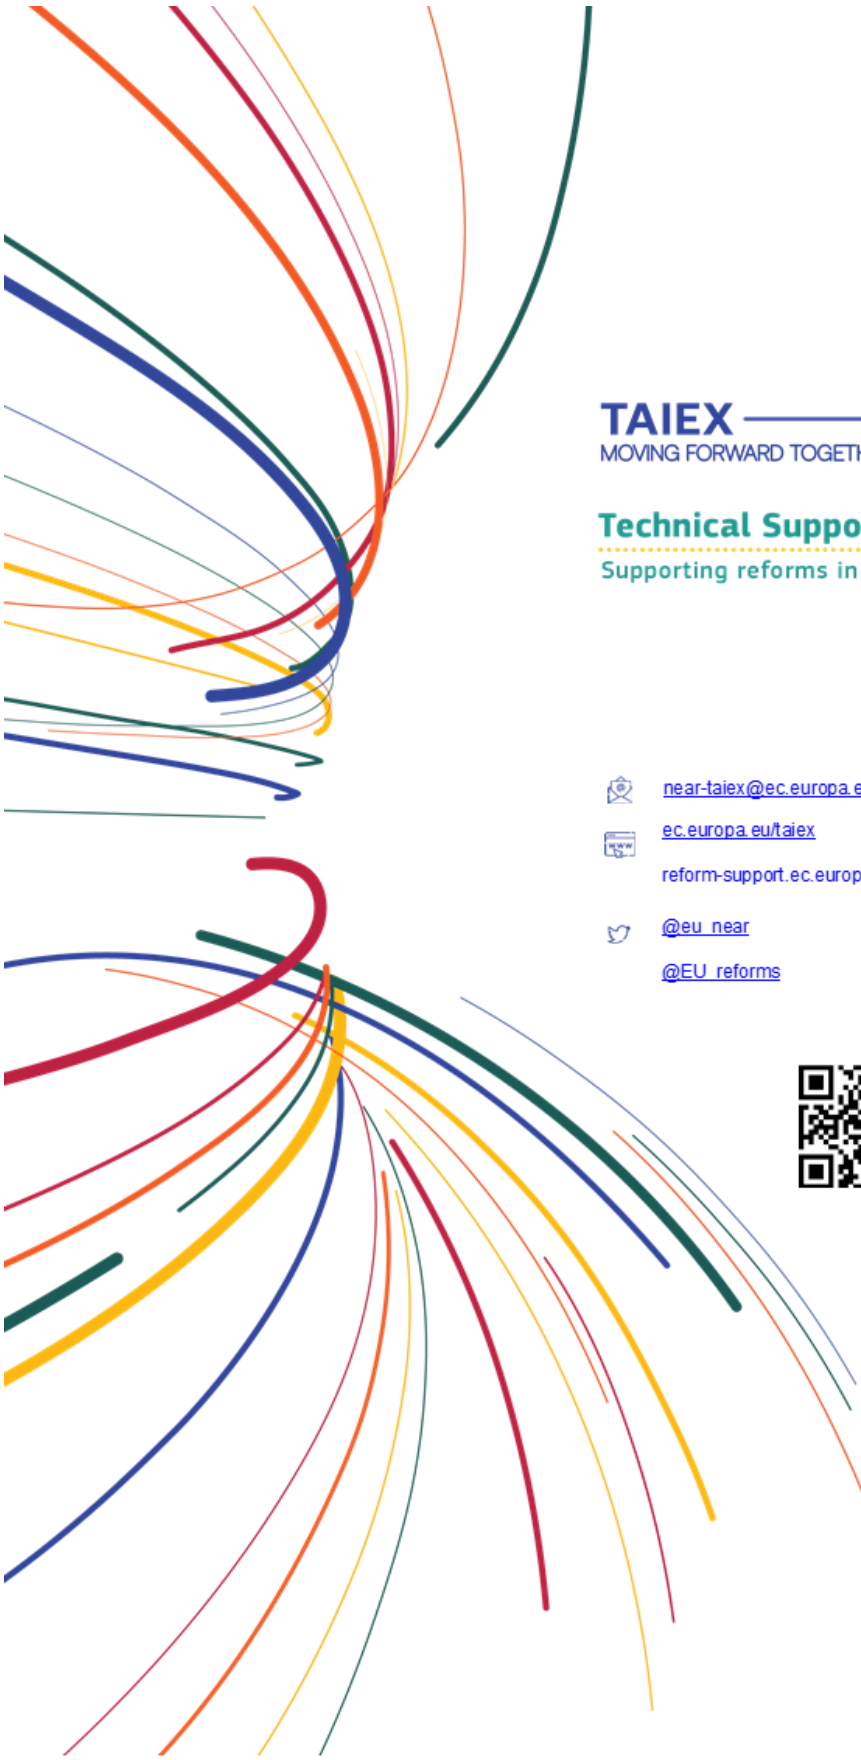 TAIEX
MOVING FORWARD TOGETH
Technical Suppo
Supporting reforms in
near-taiex@ec.europa.e
ec.europa.eu/taiex
www
reform-support.ec.europ
@eu_near
@EU_reforms